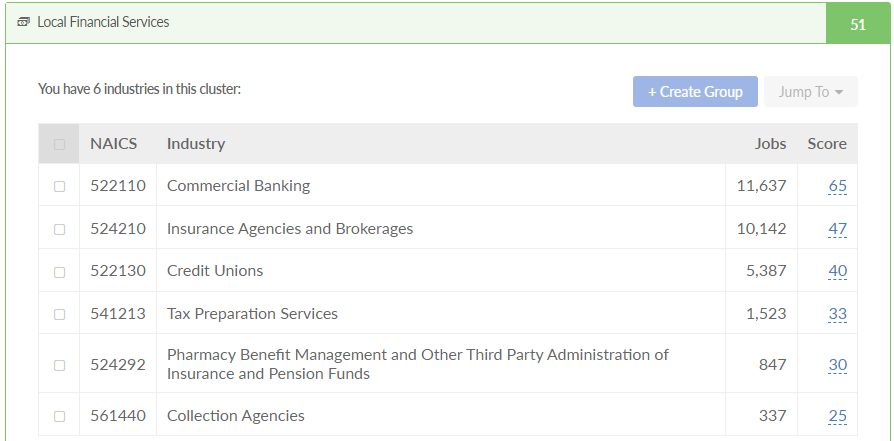 Local Financial Services 51
You have 6 industries in this cluster:
+ Create Group Jump To
NAICS Industry Jobs Score
522110 Commercial Banking 11,637 65
524210 Insurance Agencies and Brokerages 10,142 47
522130 Credit Unions 5,387 40
541213 Tax Preparation Services 1,523 33
524292 Pharmacy Benefit Management and Other Third Party Administration of
Insurance and Pension Funds 847 30
561440 Collection Agencies 337 25